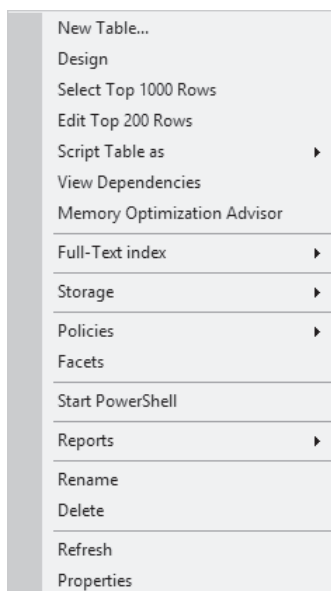 New Table...
Design
Select Top 1000 Rows
Edit Top 200 Rows
Script Table as
View Dependencies
Memory Optimization Advisor
Full-Text index
Storage
Policies
Facets
Start PowerShell
Reports
Rename
Delete
Refresh
Properties